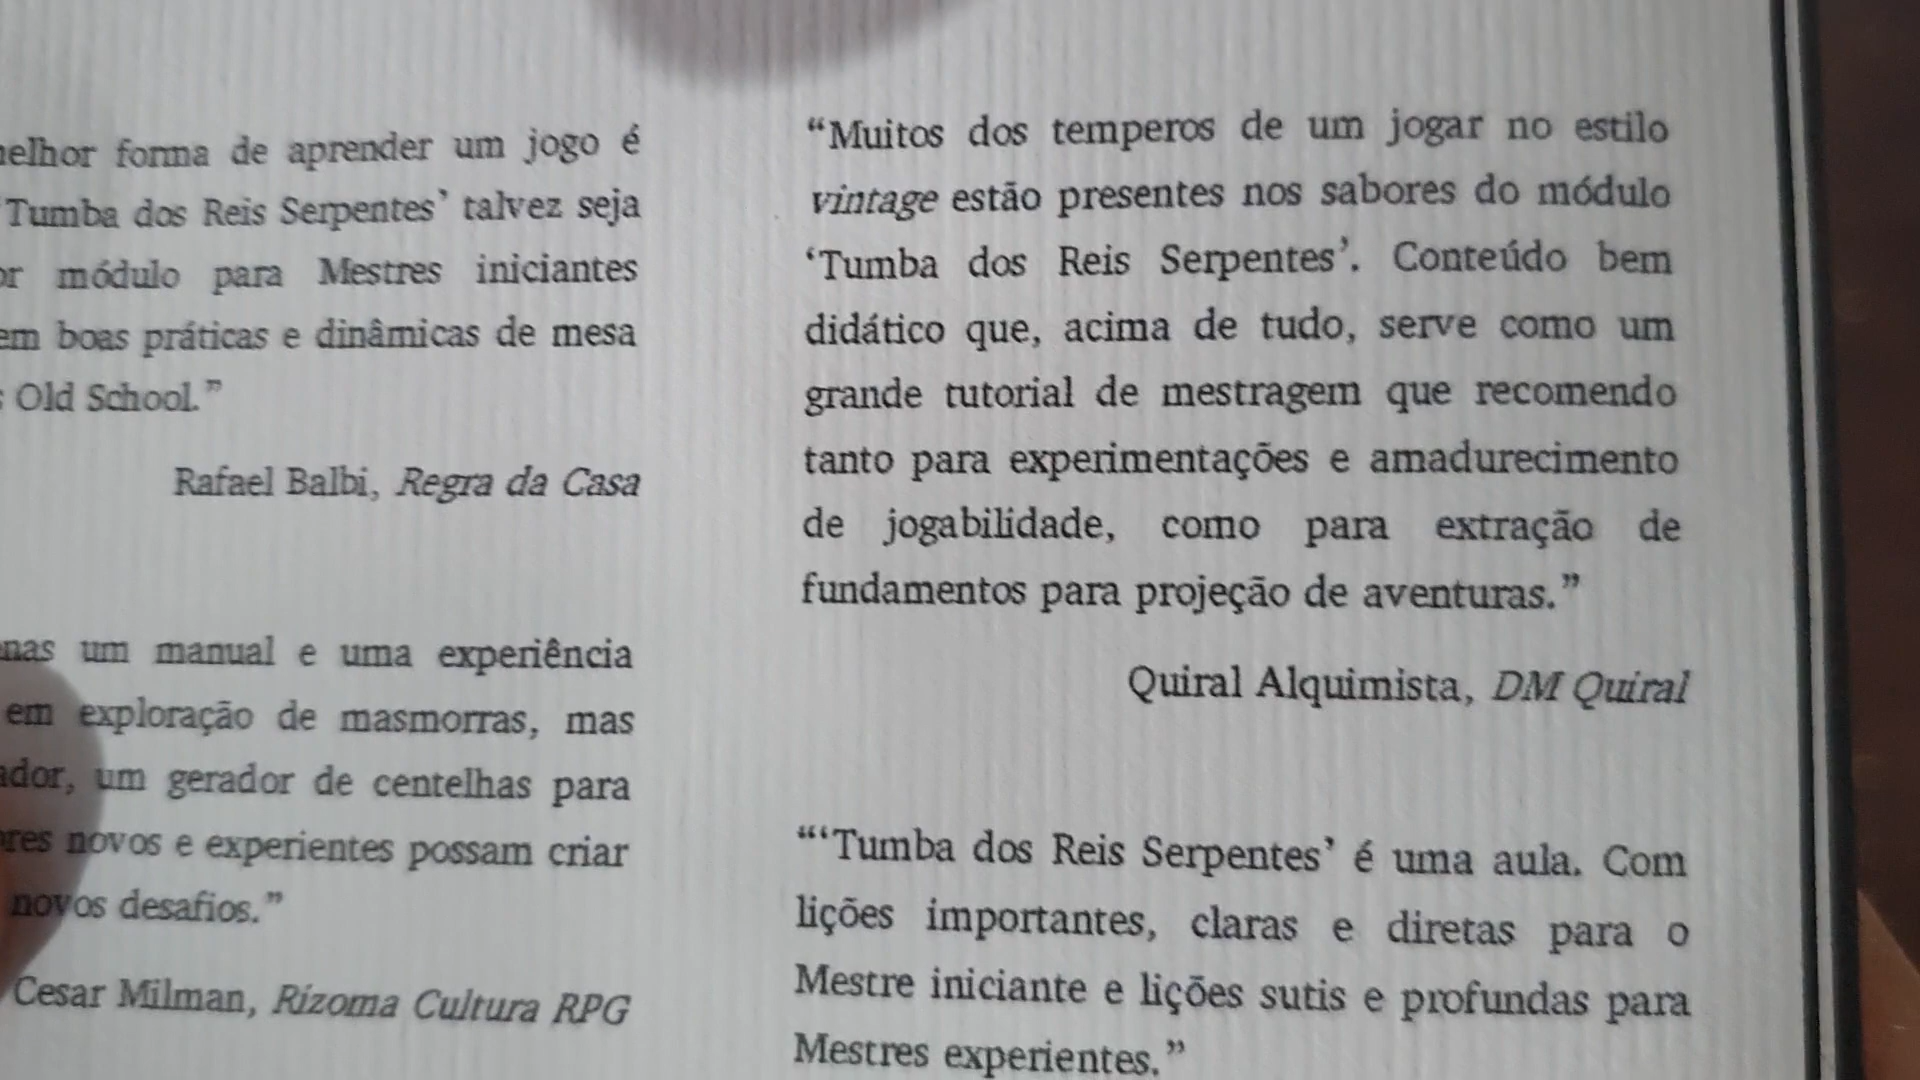 forma de aprender um jogo é
'Tumba dos Reis Serpentes' talvez seja
módulo para Mestres iniciantes
boas práticas e dinâmicas de mesa
Old School."
Rafael Balbi, Regra da Casa
um manual e uma experiência
em exploração de masmorras, mas
um gerador de centelhas para
novos e experientes possam criar
novos desafios."
Cesar Milman, Rizoma Cultura RPG
“Muitos dos temperos de um jogar no estilo
vintage estão presentes nos sabores do módulo
‘Tumba dos Reis Serpentes’. Conteúdo bem
didático que, acima de tudo, serve como um
grande tutorial de mestragem que recomendo
tanto para experimentações e amadurecimento
de jogabilidade, como para extração de
fundamentos para projeção de aventuras.”
Quiral Alquimista, DM Quiral
“‘Tumba dos Reis Serpentes’ é uma aula. Com
lições importantes, claras e diretas para o
Mestre iniciante e lições sutis e profundas para
Mestres experientes.”